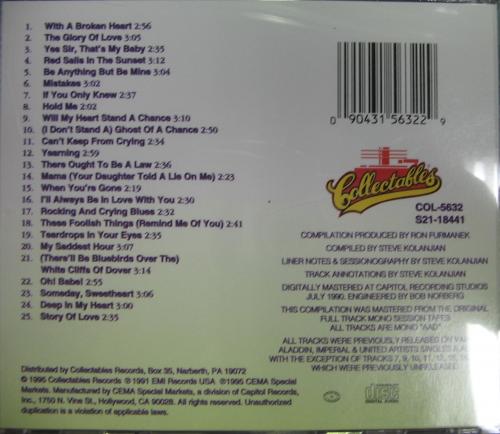 1. With A Broken Heart 2:56
2. The Glory Of Love 3:05
3. Yes Sir, That's My Baby 2:35
4. Red Sails In The Sunset 3:12
5. Be Anything But Be Mine 3:04
6. Mistakes 3:12
7. If You Only Knew 2:37
8. Hold Me 2:02
9. Will My Heart Stand A Chance 3:10
10. (I Don't Stand A) Ghost Of A Chance 2:50
11. Can't Keep From Crying 2:34
12. Yearning 2:59
13. There Ought To Be A Law 2:36
14. Mama (Your Daughter Told A Lie On Me) 2:23
15. When You're Gone 2:19
16. I'll Always Be In Love With You 2:30
17. Rocking And Crying Blues 2:32
18. These Foolish Things (Remind Me Of You) 2:41
19. Teardrops In Your Eyes 2:35
20. My Saddest Hour 3:07
21. (There'll Be Bluebirds Over The)
White Cliffs Of Dover 3:14
22. Oh! Babe! 2:35
23. Someday, Sweetheart 3:06
24. Deep In My Heart 3:00
25. Story Of Love 2:35
0 90431 56322 9
Collectables
COL-5632
S21-18441
COMPILATION PRODUCED BY RON FURMANEK
COMPILED BY STEVE KOLANJIAN
LINER NOTES & SESSIONOGRAPHY BY STEVE KOLANJIAN
TRACK ANNOTATIONS BY STEVE KOLANJIAN
DIGITALLY MASTERED AT CAPITOL RECORDING STUDIOS
JULY 1990. ENGINEERED BY BOB NORBERG
THIS COMPILATION WAS MASTERED FROM THE ORIGINAL
FULL TRACK MONO SESSION TAPES
ALL TRACKS ARE MONO "AAD"
ALL TRACKS WERE PREVIOUSLY RELEASED ON
ALADDIN, IMPERIAL & UNITED ARTISTS SINGLES
WITH THE EXCEPTION OF TRACKS 7, 9, 10, 11, 12,
WHICH WERE PREVIOUSLY UNRELEASED
Distributed by Collectables Records, Box 35, Narberth, PA 19072
© 1995 Collectables Records ℗ 1991 EMI Records USA ℗1995 CEMA Special
Markets. Manufactured by CEMA Special Markets, a division of Capitol Records,
Inc., 1750 N. Vine St., Hollywood, CA 90028. All rights reserved. Unauthorized
duplication is a violation of applicable laws.
COMPACT
disc
DIGITAL AUDIO